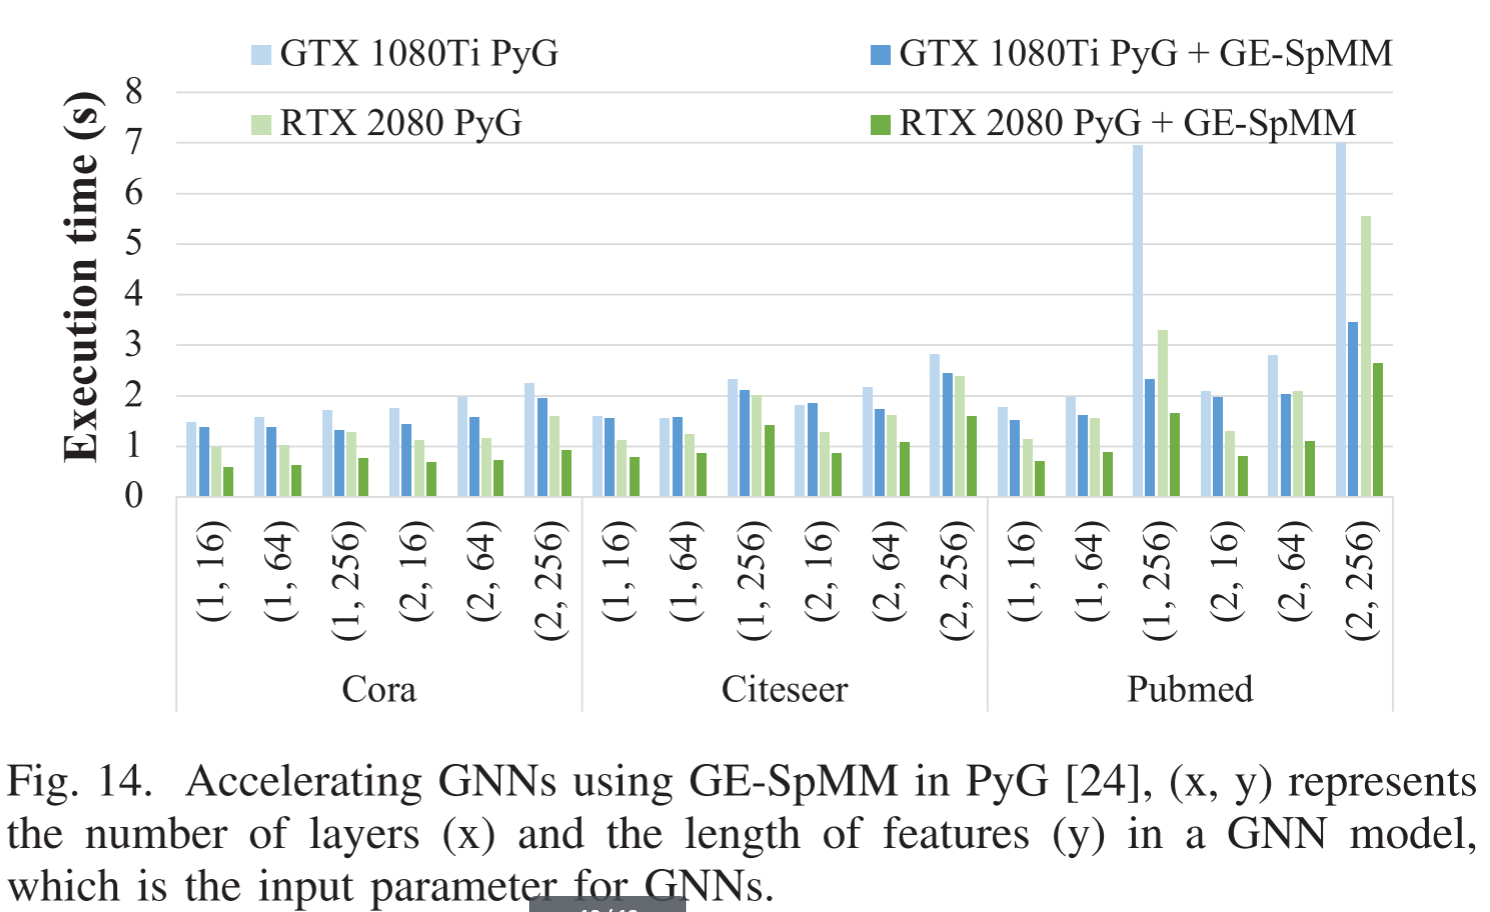 GTX 1080Ti PyG
GTX 1080Ti PyG + GE-SpMM
RTX 2080 PyG
RTX 2080 PyG + GE-SpMM
Execution time (s)
8
7
6
5
4
3
2
1
0
(1, 16)
(1, 64)
(1, 256)
(2, 16)
(2, 64)
(2, 256)
(1, 16)
(1, 64)
(1, 256)
(2, 16)
(2, 64)
(2, 256)
(1, 16)
(1, 64)
(1, 256)
(2, 16)
(2, 64)
(2, 256)
Cora
Citeseer
Pubmed
Fig. 14. Accelerating GNNs using GE-SpMM in PyG [24], (x, y) represents
the number of layers (x) and the length of features (y) in a GNN model,
which is the input parameter for GNNs.